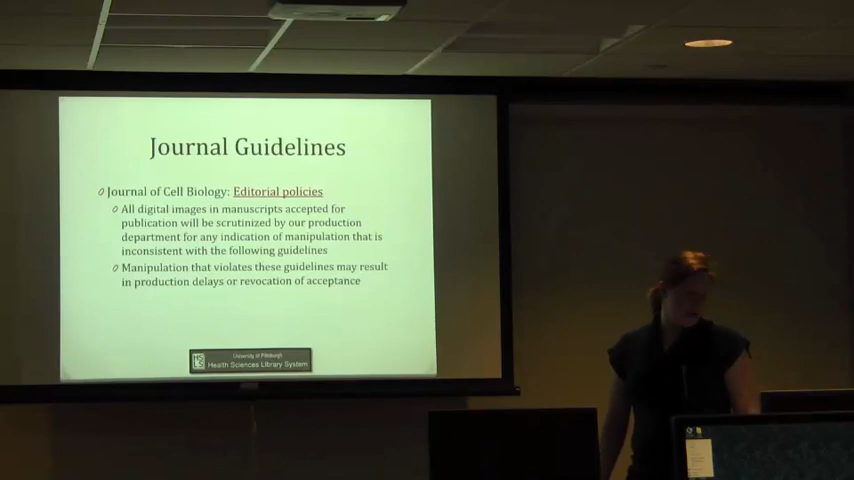 Journal Guidelines
Journal of Cell Biology: Editorial policies
All digital images in manuscripts accepted for
publication will be scrutinized by our production
department for any indication of manipulation that is
inconsistent with the following guidelines
Manipulation that violates these guidelines may result
in production delays or revocation of acceptance
University of Pittsburgh
Health Sciences Library System